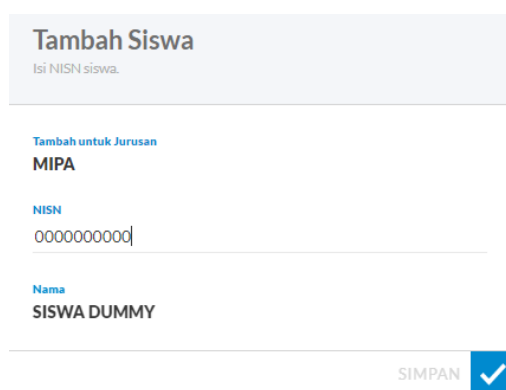 Tambah Siswa
Isi NISN siswa.
Tambah untuk Jurusan
MIPA
NISN
0000000000
Nama
SISWA DUMMY
SIMPAN